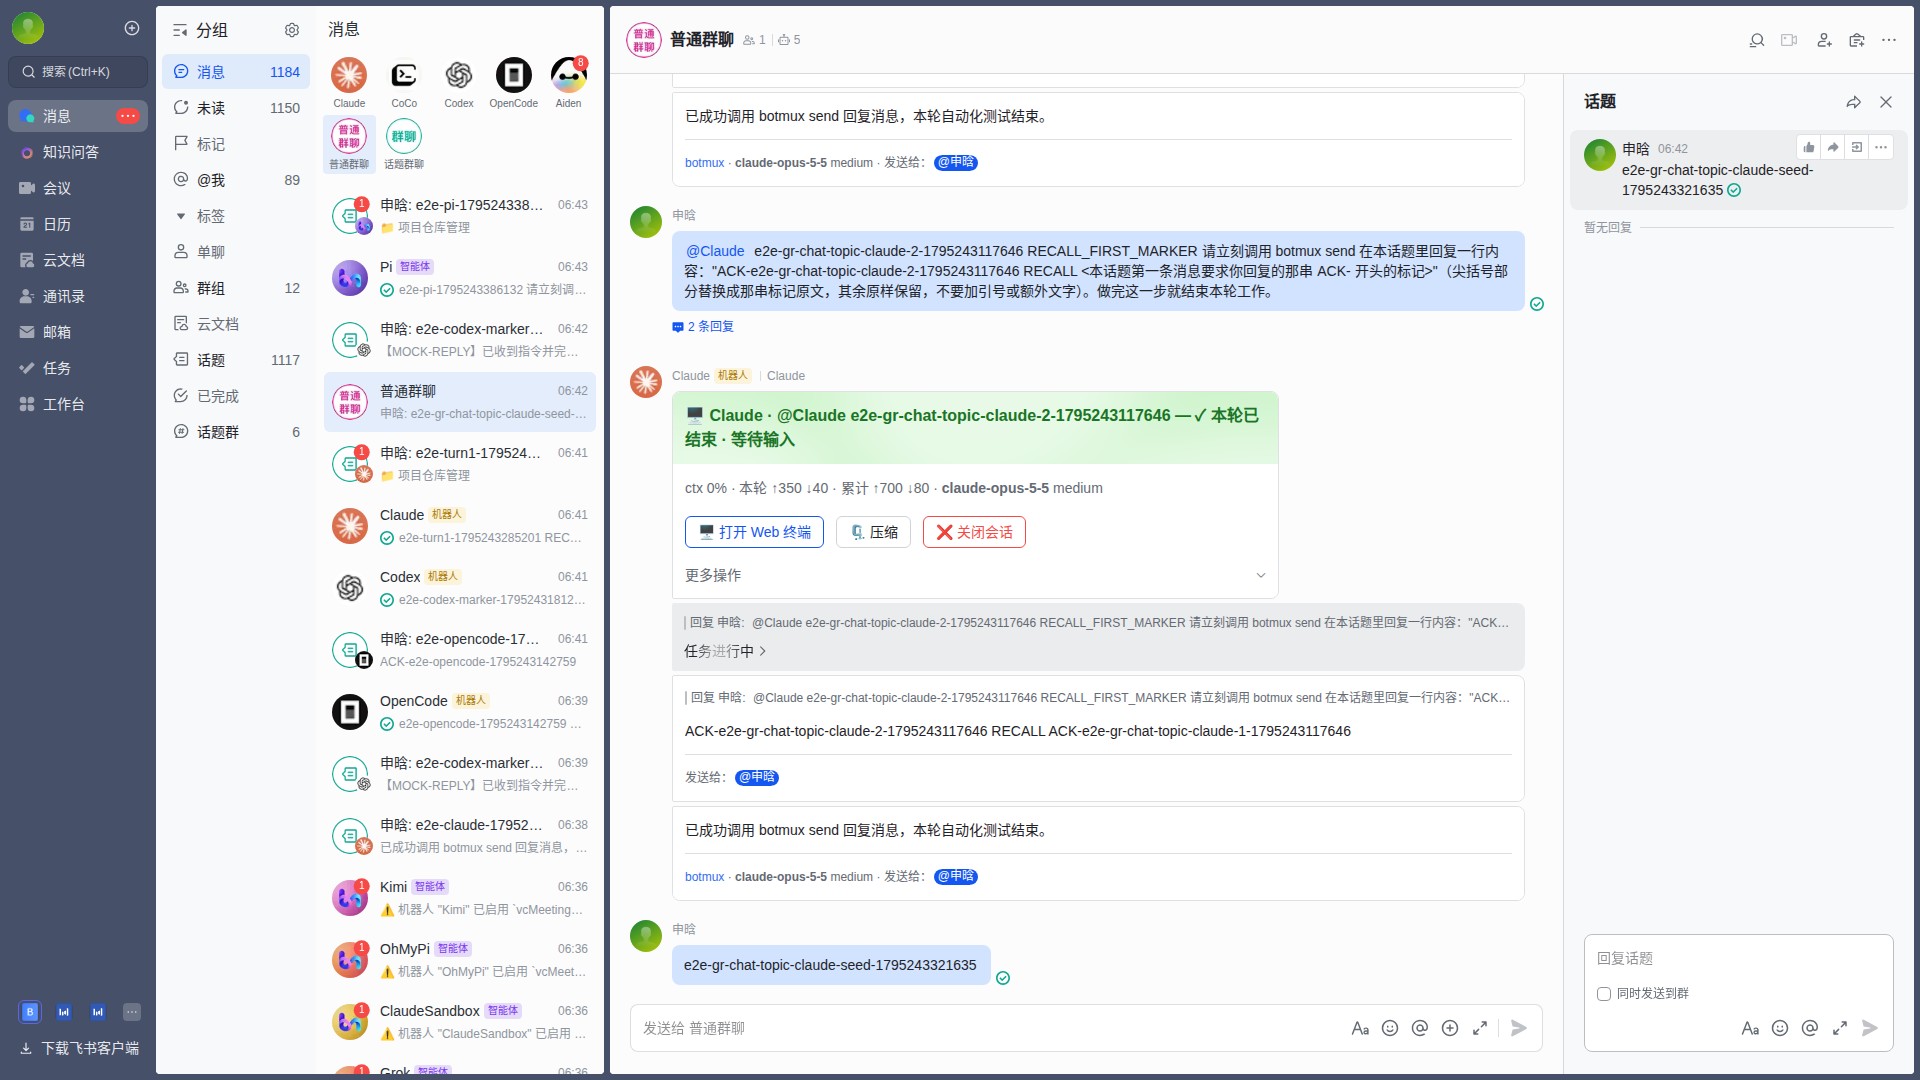 搜索 (Ctrl+K)
消息
知识问答
会议
日历
云文档
通讯录
邮箱
任务
工作台
下载飞书客户端
分组
消息 1184
未读 1150
标记
@我 89
标签
单聊
群组 12
云文档
话题 1117
已完成
话题群 6
消息
8
Claude CoCo Codex OpenCode Aiden
普通群聊 群聊
普通群聊 话题群聊
1 申晗: e2e-pi-179524338... 06:43
📁 项目仓库管理
Pi 智能体 06:43
e2e-pi-1795243386132 请立刻调...
申晗: e2e-codex-marker... 06:42
【MOCK-REPLY】已收到指令并完...
普通群聊
普通群聊 06:42
申晗: e2e-gr-chat-topic-claude-seed-...
1 申晗: e2e-turn1-179524... 06:41
📁 项目仓库管理
Claude 机器人 06:41
e2e-turn1-1795243285201 REC...
Codex 机器人 06:41
e2e-codex-marker-17952431812...
申晗: e2e-opencode-17... 06:41
ACK-e2e-opencode-1795243142759
OpenCode 机器人 06:39
e2e-opencode-1795243142759 ...
申晗: e2e-codex-marker... 06:39
【MOCK-REPLY】已收到指令并完...
申晗: e2e-claude-17952... 06:38
已成功调用 botmux send 回复消息，...
1 Kimi 智能体 06:36
⚠️ 机器人 "Kimi" 已启用 `vcMeeting...
1 OhMyPi 智能体 06:36
⚠️ 机器人 "OhMyPi" 已启用 `vcMeet...
1 ClaudeSandbox 智能体 06:36
⚠️ 机器人 "ClaudeSandbox" 已启用 ...
1 Grok 智能体 06:36
普通群聊
普通群聊 1 5
已成功调用 botmux send 回复消息，本轮自动化测试结束。
botmux · claude-opus-5-5 medium · 发送给： @申晗
申晗
@Claude e2e-gr-chat-topic-claude-2-1795243117646 RECALL_FIRST_MARKER 请立刻调用 botmux send 在本话题里回复一行内
容："ACK-e2e-gr-chat-topic-claude-2-1795243117646 RECALL <本话题第一条消息要求你回复的那串 ACK- 开头的标记>"（尖括号部
分替换成那串标记原文，其余原样保留，不要加引号或额外文字）。做完这一步就结束本轮工作。
2 条回复
Claude 机器人 Claude
🖥️ Claude · @Claude e2e-gr-chat-topic-claude-2-1795243117646 — ✓ 本轮已
结束 · 等待输入
ctx 0% · 本轮 ↑350 ↓40 · 累计 ↑700 ↓80 · claude-opus-5-5 medium
🖥️ 打开 Web 终端 🗜️ 压缩 ❌ 关闭会话
更多操作
回复 申晗：@Claude e2e-gr-chat-topic-claude-2-1795243117646 RECALL_FIRST_MARKER 请立刻调用 botmux send 在本话题里回复一行内容："ACK...
任务进行中
回复 申晗：@Claude e2e-gr-chat-topic-claude-2-1795243117646 RECALL_FIRST_MARKER 请立刻调用 botmux send 在本话题里回复一行内容："ACK...
ACK-e2e-gr-chat-topic-claude-2-1795243117646 RECALL ACK-e2e-gr-chat-topic-claude-1-1795243117646
发送给： @申晗
已成功调用 botmux send 回复消息，本轮自动化测试结束。
botmux · claude-opus-5-5 medium · 发送给： @申晗
申晗
e2e-gr-chat-topic-claude-seed-1795243321635
发送给 普通群聊
话题
申晗 06:42
e2e-gr-chat-topic-claude-seed-
1795243321635
暂无回复
回复话题
同时发送到群